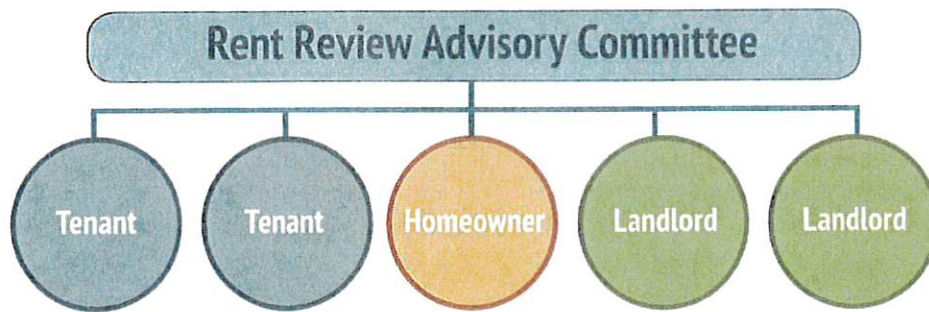 Rent Review Advisory Committee
Tenant
Tenant
Homeowner
Landlord
Landlord